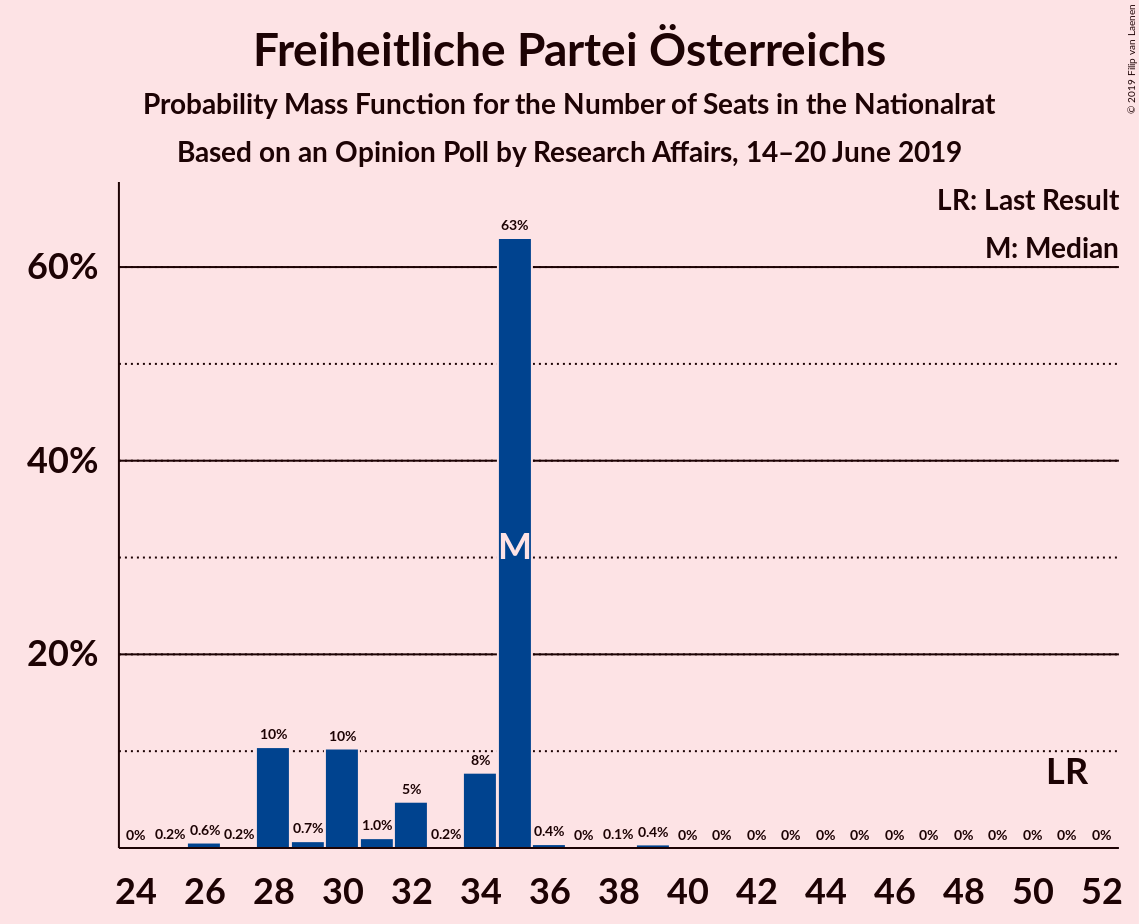 Freiheitliche Partei Österreichs
Probability Mass Function for the Number of Seats in the Nationalrat
Based on an Opinion Poll by Research Affairs, 14–20 June 2019
© 2019 Filip van Laenen
LR: Last Result
M: Median
60%
40%
20%
0% 0.2% 0.6% 0.2% 10% 0.7% 10% 1.0% 5% 0.2% 8% 63% 0.4% 0% 0.1% 0.4% 0% 0% 0% 0% 0% 0% 0% 0% 0% 0% 0% 0% 0%
M
LR
24 26 28 30 32 34 36 38 40 42 44 46 48 50 52